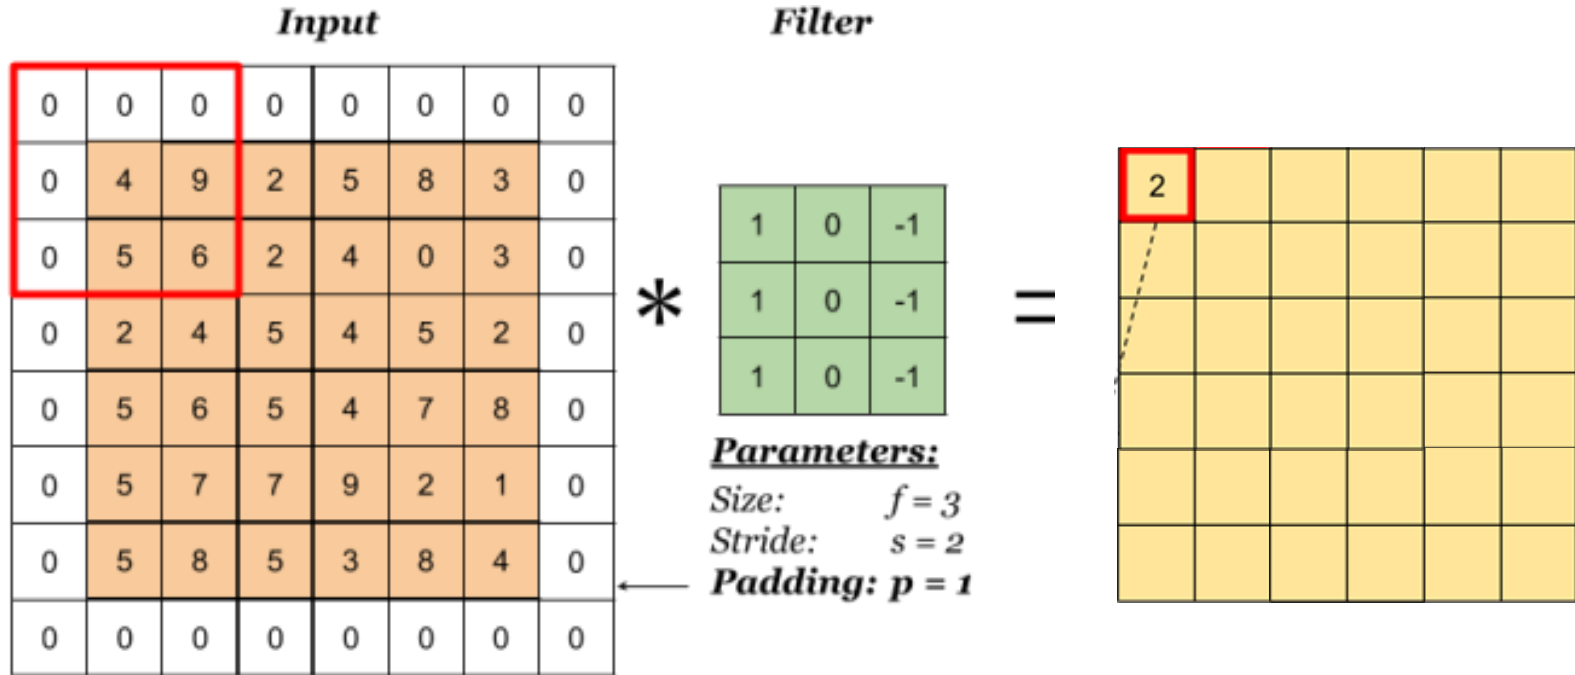 Input Filter
0 0 0 0 0 0 0 0
0 4 9 2 5 8 3 0
0 5 6 2 4 0 3 0
0 2 4 5 4 5 2 0
0 5 6 5 4 7 8 0
0 5 7 7 9 2 1 0
0 5 8 5 3 8 4 0
0 0 0 0 0 0 0 0
*
1 0 -1
1 0 -1
1 0 -1
Parameters:
Size: f = 3
Stride: s = 2
Padding: p = 1
=
2